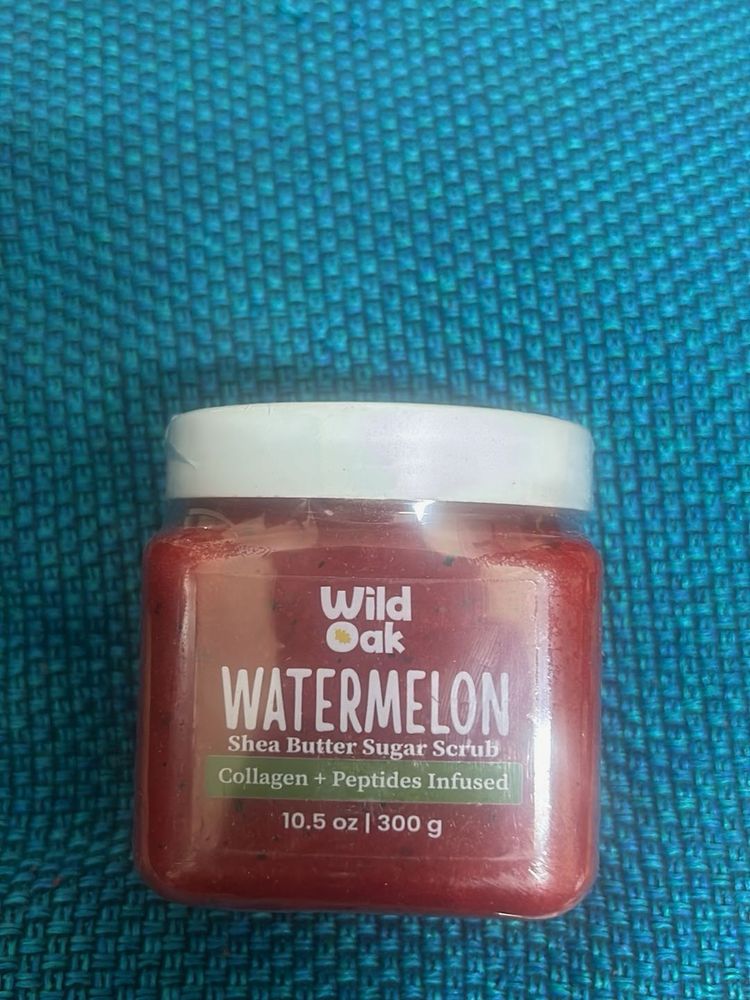 Wild
Oak
WATERMELON
Shea Butter Sugar Scrub
Collagen + Peptides Infused
10.5 oz | 300 g